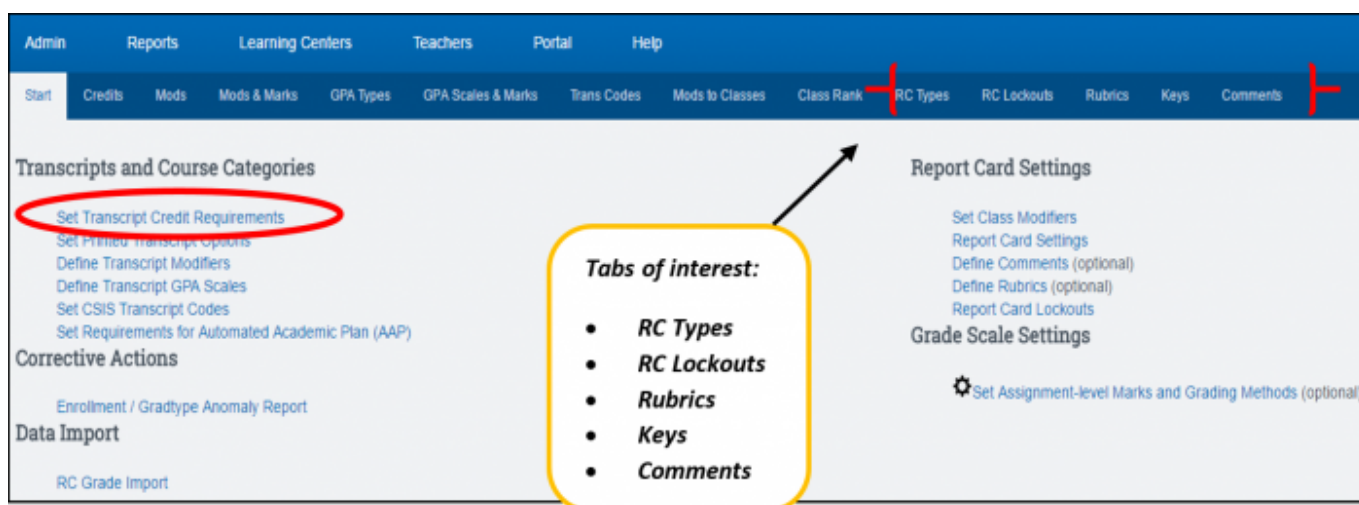 Admin Reports Learning Centers Teachers Portal Help
Start Credits Mods Mods & Marks GPA Types GPA Scales & Marks Trans Codes Mods to Classes Class Rank RC Types RC Lockouts Rubrics Keys Comments
Transcripts and Course Categories
Set Transcript Credit Requirements
Set Printed Transcript Options
Define Transcript Modifiers
Define Transcript GPA Scales
Set CSIS Transcript Codes
Set Requirements for Automated Academic Plan (AAP)
Corrective Actions
Enrollment / Gradtype Anomaly Report
Data Import
RC Grade Import
Tabs of interest:
• RC Types
• RC Lockouts
• Rubrics
• Keys
• Comments
Report Card Settings
Set Class Modifiers
Report Card Settings
Define Comments (optional)
Define Rubrics (optional)
Report Card Lockouts
Grade Scale Settings
Set Assignment-level Marks and Grading Methods (optional